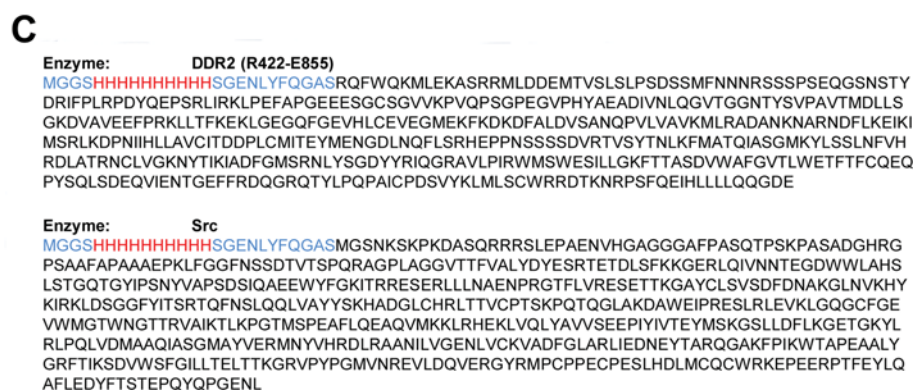 C
Enzyme: DDR2 (R422-E855)
MGGSHHHHHHHHHHSGENLYFQGASRQFWQKMLEKASRRMLDDEMTVSLSLPSDSSMFNNNRSSSPSEQGSNSTY
DRIFPLRPDYQEPSRLIRKLPEFAPGEEESGCSGVVKPVQPSGPEGVPHYAEADIVNLQGVTGGNTYSVPAVTMDLLS
GKDVAVEEFPRKLLTFKEKLGEGQFGEVHLCEVEGMEKFKDKDFALDVSANQPVLVAVKMLRADANKNARNDFLKEIKI
MSRLKDPNIIHLLAVCITDDPLCMITEYMENGDLNQFLSRHEPPNSSSSDVRTVSYTNLKFMATQIASGMKYLSSLNFVH
RDLATRNCLVGKNYTIKIADFGMSRNLYSGDYYRIQGRAVLPIRWMSWESILLGKFTTASDVWAFGVTLWETFTFCQEQ
PYSQLSDEQVIENTGEFFRDQGRQTYLPQPAICPDSVYKLMLSCWRRDTKNRPSFQEIHLLLLQQGDE
Enzyme: Src
MGGSHHHHHHHHHHSGENLYFQGASMGSNKSKPKDASQRRRSLEPAENVHGAGGGAFPASQTPSKPASADGHRG
PSAAFAPAAAEPKLFGGFNSSDTVTSPQRAGPLAGGVTTFVALYDYESRTETDLSFKKGERLQIVNNTEGDWWLAHS
LSTGQTGYIPSNYVAPSDSIQAEEWYFGKITRRESERLLLNAENPRGTFLVRESETTKGAYCLSVSDFDNAKGLNVKHY
KIRKLDSGGFYITSRTQFNSLQQLVAYYSKHADGLCHRLTTVCPTSKPQTQGLAKDAWEIPRESLRLEVKLGQGCFGE
VWMGTWNGTTRVAIKTLKPGTMSPEAFLQEAQVMKKLRHEKLVQLYAVVSEEPIYIVTEYMSKGSLLDFLKGETGKYL
RLPQLVDMAAQIASGMAYVERMNYVHRDLRAANILVGENLVCKVADFGLARLIEDNEYTARQGAKFPIKWTAPEAALY
GRFTIKSDVWSFGILLTELTTKGRVPYPGMVNREVLDQVERGYRMPCPPECPESLHDLMCQCWRKEPEERPTFEYLQ
AFLEDYFTSTEPQYQPGENL